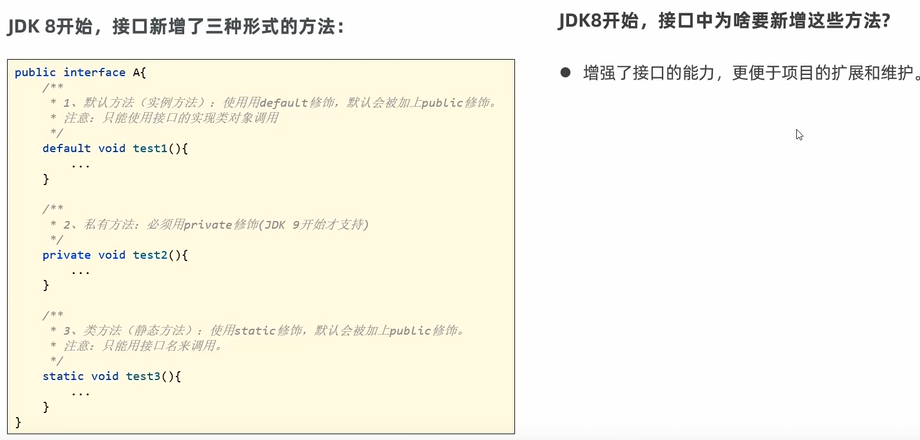 JDK 8开始，接口新增了三种形式的方法：
public interface A{
/**
* 1、默认方法（实例方法）：使用用default修饰，默认会被加上public修饰。
* 注意：只能使用接口的实现类对象调用
*/
default void test1(){
...
}
/**
* 2、私有方法：必须用private修饰(JDK 9开始才支持)
*/
private void test2(){
...
}
/**
* 3、类方法（静态方法）：使用static修饰，默认会被加上public修饰。
* 注意：只能用接口名来调用。
*/
static void test3(){
...
}
}
JDK8开始，接口中为啥要新增这些方法?
● 增强了接口的能力，更便于项目的扩展和维护。